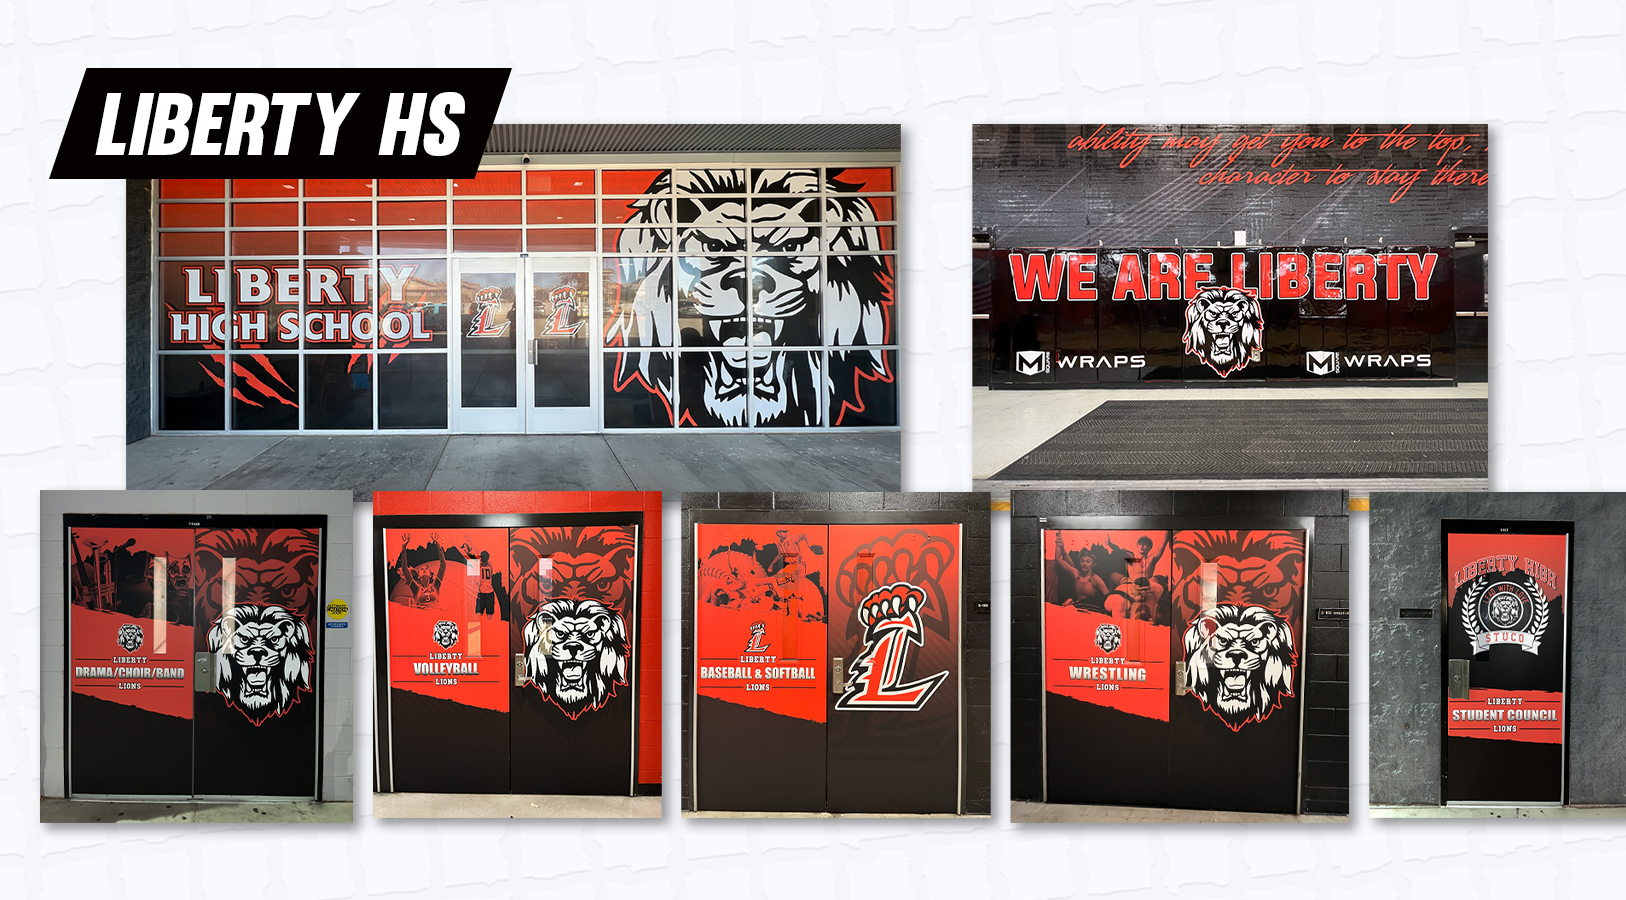 LIBERTY HS
LIBERTY
HIGH SCHOOL
L
L
ability may get you to the top,
character to stay there
WE ARE LIBERTY
M WRAPS
M WRAPS
LIBERTY
DRAMA/CHOIR/BAND
LIONS
10
LIBERTY
VOLLEYBALL
LIONS
L
LIBERTY
BASEBALL & SOFTBALL
LIONS
L
LIBERTY
WRESTLING
LIONS
LIBERTY HIGH
STUCO
LIBERTY
STUDENT COUNCIL
LIONS